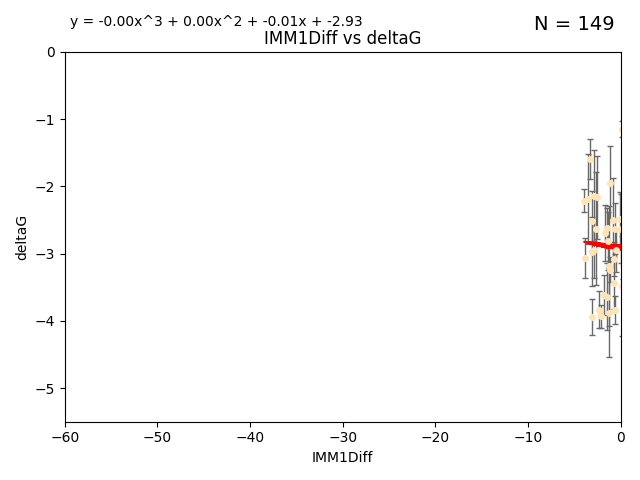 y = -0.00x^3 + 0.00x^2 + -0.01x + -2.93
N = 149
IMM1Diff vs deltaG
0
−1
−2
−3
−4
−5
deltaG
−60 −50 −40 −30 −20 −10 0
IMM1Diff